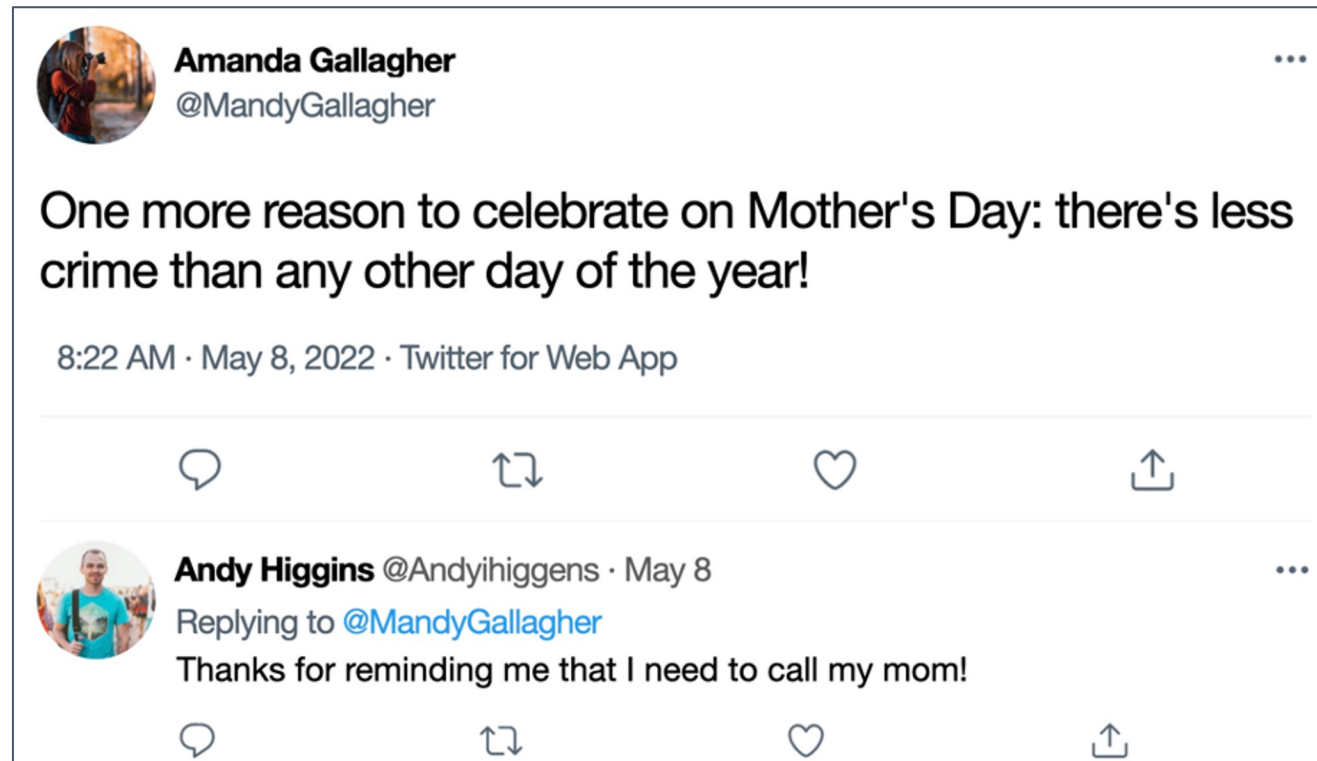 Amanda Gallagher
@MandyGallagher
One more reason to celebrate on Mother's Day: there's less
crime than any other day of the year!
8:22 AM · May 8, 2022 · Twitter for Web App
Andy Higgins @Andyihiggens · May 8
Replying to @MandyGallagher
Thanks for reminding me that I need to call my mom!